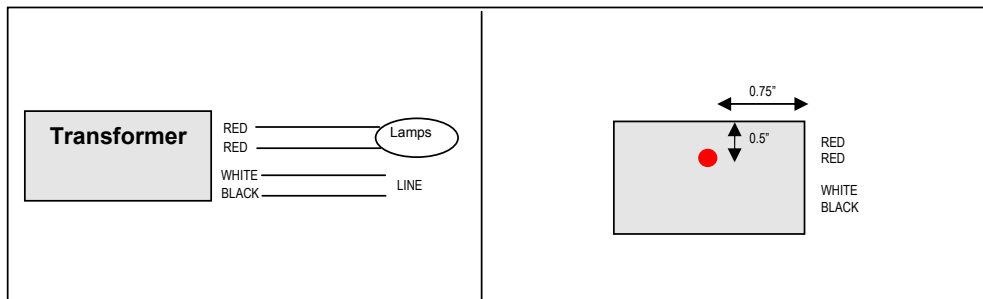 Transformer
RED
RED
WHITE
BLACK
Lamps
LINE
0.75”
0.5”
RED
RED
WHITE
BLACK